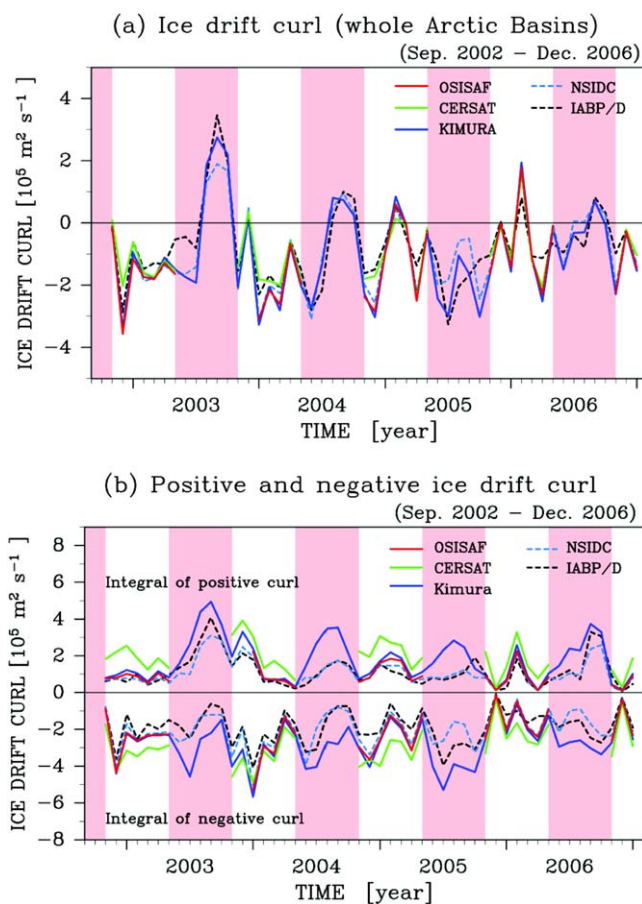 (a) Ice drift curl (whole Arctic Basins)
(Sep. 2002 – Dec. 2006)
OSISAF
CERSAT
KIMURA
NSIDC
IABP/D
ICE DRIFT CURL [10⁵ m² s⁻¹]
4
2
0
−2
−4
2003
2004
2005
2006
TIME [year]
(b) Positive and negative ice drift curl
(Sep. 2002 – Dec. 2006)
OSISAF
CERSAT
Kimura
NSIDC
IABP/D
Integral of positive curl
ICE DRIFT CURL [10⁵ m² s⁻¹]
8
6
4
2
0
−2
−4
−6
−8
Integral of negative curl
2003
2004
2005
2006
TIME [year]